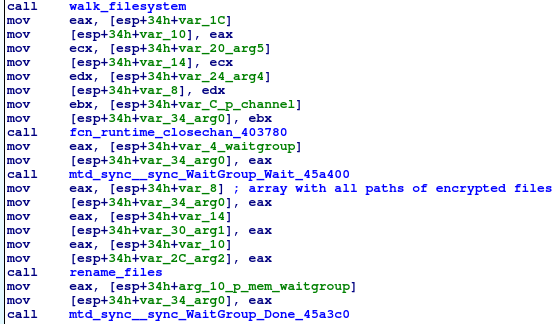 call    walk_filesystem
mov     eax, [esp+34h+var_1C]
mov     [esp+34h+var_10], eax
mov     ecx, [esp+34h+var_20_arg5]
mov     [esp+34h+var_14], ecx
mov     edx, [esp+34h+var_24_arg4]
mov     [esp+34h+var_8], edx
mov     ebx, [esp+34h+var_C_p_channel]
mov     [esp+34h+var_34_arg0], ebx
call    fcn_runtime_closechan_403780
mov     eax, [esp+34h+var_4_waitgroup]
mov     [esp+34h+var_34_arg0], eax
call    mtd_sync__sync_WaitGroup_Wait_45a400
mov     eax, [esp+34h+var_8] ; array with all paths of encrypted files
mov     [esp+34h+var_34_arg0], eax
mov     eax, [esp+34h+var_14]
mov     [esp+34h+var_30_arg1], eax
mov     eax, [esp+34h+var_10]
mov     [esp+34h+var_2C_arg2], eax
call    rename_files
mov     eax, [esp+34h+arg_10_p_mem_waitgroup]
mov     [esp+34h+var_34_arg0], eax
call    mtd_sync__sync_WaitGroup_Done_45a3c0